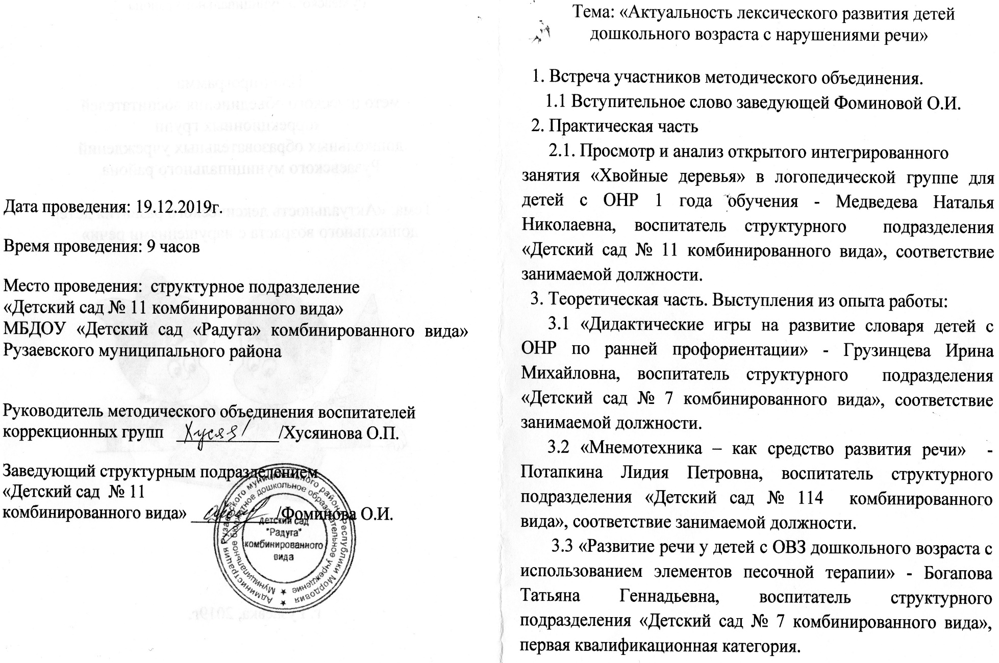 Дата проведения: 19.12.2019г.
Время проведения: 9 часов
Место проведения: структурное подразделение
«Детский сад № 11 комбинированного вида»
МБДОУ «Детский сад «Радуга» комбинированного вида»
Рузаевского муниципального района
Руководитель методического объединения воспитателей
коррекционных групп /Хусяинова О.П.
Заведующий структурным подразделением
«Детский сад № 11
комбинированного вида» /Фоминова О.И.
Администрация Рузаевского муниципального района Республики Мордовия
Муниципальное бюджетное дошкольное образовательное учреждение
детский сад
"Радуга"
комбинированного
вида
Тема: «Актуальность лексического развития детей
дошкольного возраста с нарушениями речи»
1. Встреча участников методического объединения.
1.1 Вступительное слово заведующей Фоминовой О.И.
2. Практическая часть
2.1. Просмотр и анализ открытого интегрированного
занятия «Хвойные деревья» в логопедической группе для
детей с ОНР 1 года обучения - Медведева Наталья
Николаевна, воспитатель структурного подразделения
«Детский сад № 11 комбинированного вида», соответствие
занимаемой должности.
3. Теоретическая часть. Выступления из опыта работы:
3.1 «Дидактические игры на развитие словаря детей с
ОНР по ранней профориентации» - Грузинцева Ирина
Михайловна, воспитатель структурного подразделения
«Детский сад № 7 комбинированного вида», соответствие
занимаемой должности.
3.2 «Мнемотехника – как средство развития речи» -
Потапкина Лидия Петровна, воспитатель структурного
подразделения «Детский сад № 114 комбинированного
вида», соответствие занимаемой должности.
3.3 «Развитие речи у детей с ОВЗ дошкольного возраста с
использованием элементов песочной терапии» - Богапова
Татьяна Геннадьевна, воспитатель структурного
подразделения «Детский сад № 7 комбинированного вида»,
первая квалификационная категория.